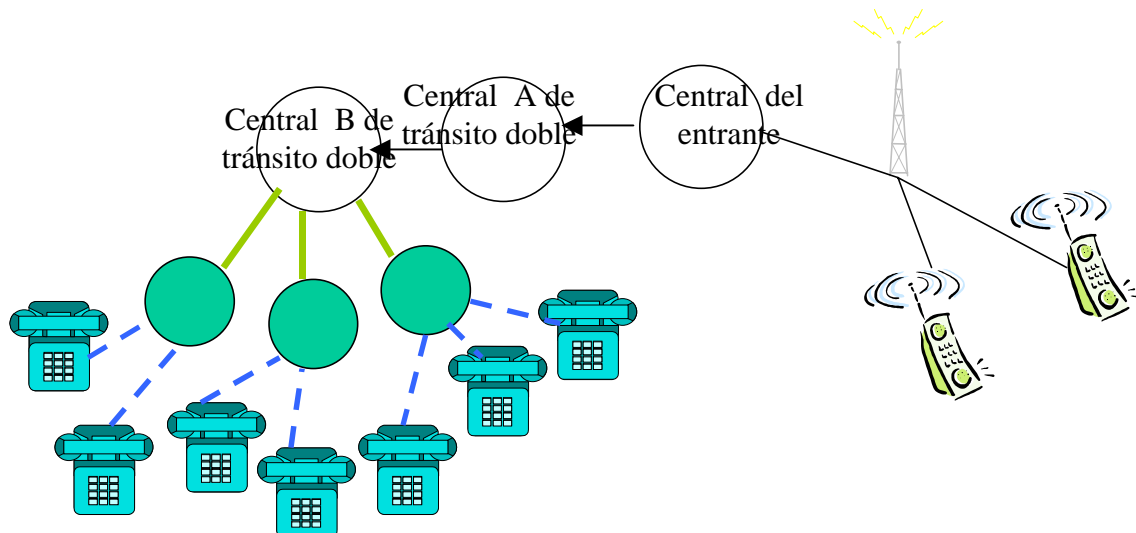 Central B de
tránsito doble
Central A de
tránsito doble
Central del
entrante